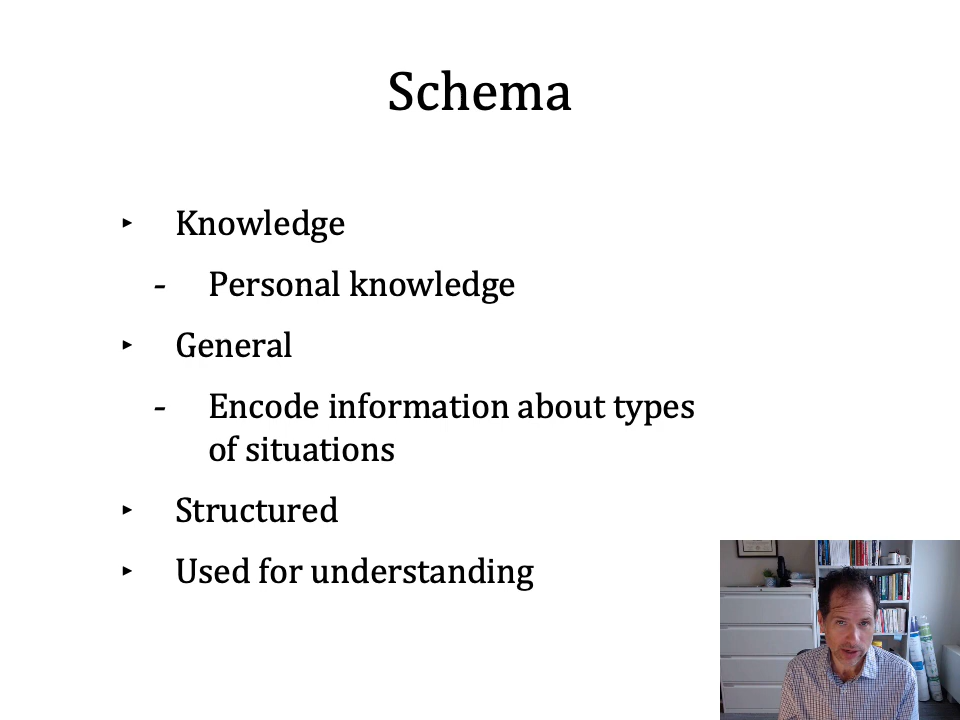 Schema
‣ Knowledge
- Personal knowledge
‣ General
- Encode information about types
of situations
‣ Structured
‣ Used for understanding